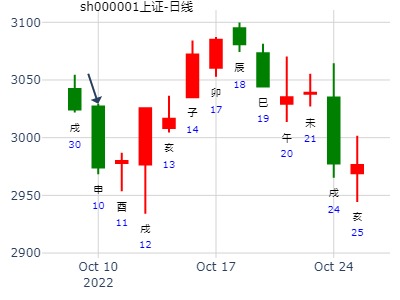 sh000001上证-日线
3100
3050
3000
2950
2900
戌
30
申
10
酉
11
戌
12
亥
13
子
14
卯
17
辰
18
巳
19
午
20
未
21
戌
24
亥
25
Oct 10
2022
Oct 17
Oct 24